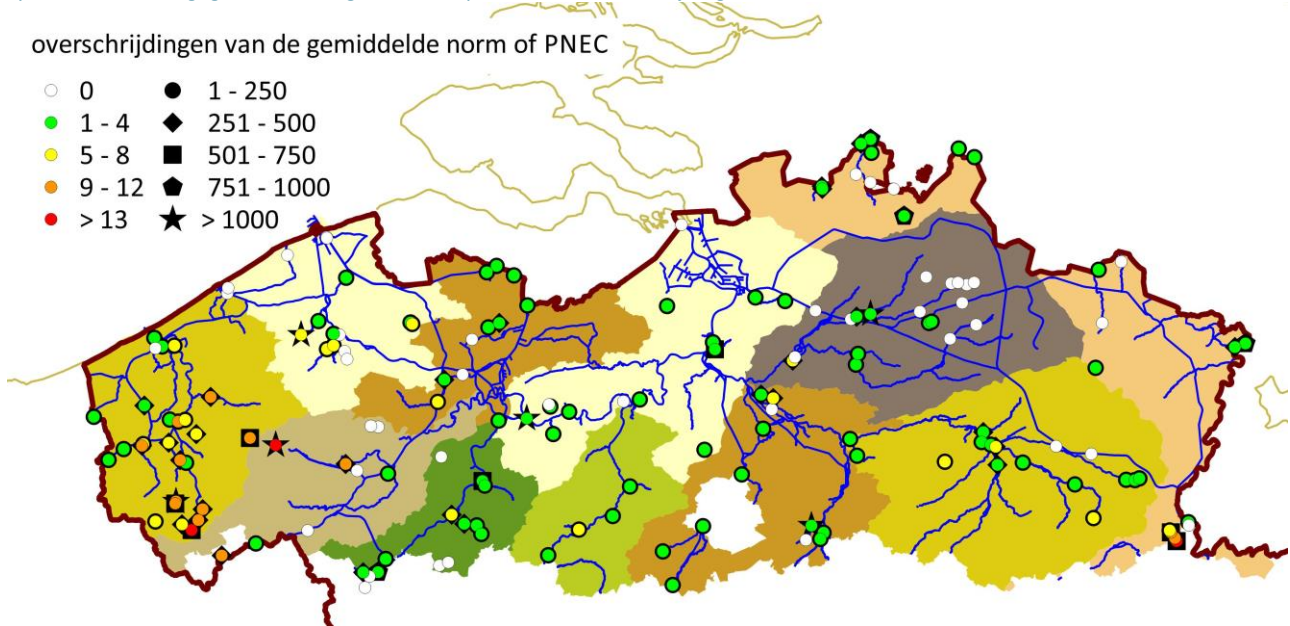 overschrijdingen van de gemiddelde norm of PNEC
0 1 - 250
1 - 4 251 - 500
5 - 8 501 - 750
9 - 12 751 - 1000
> 13 > 1000